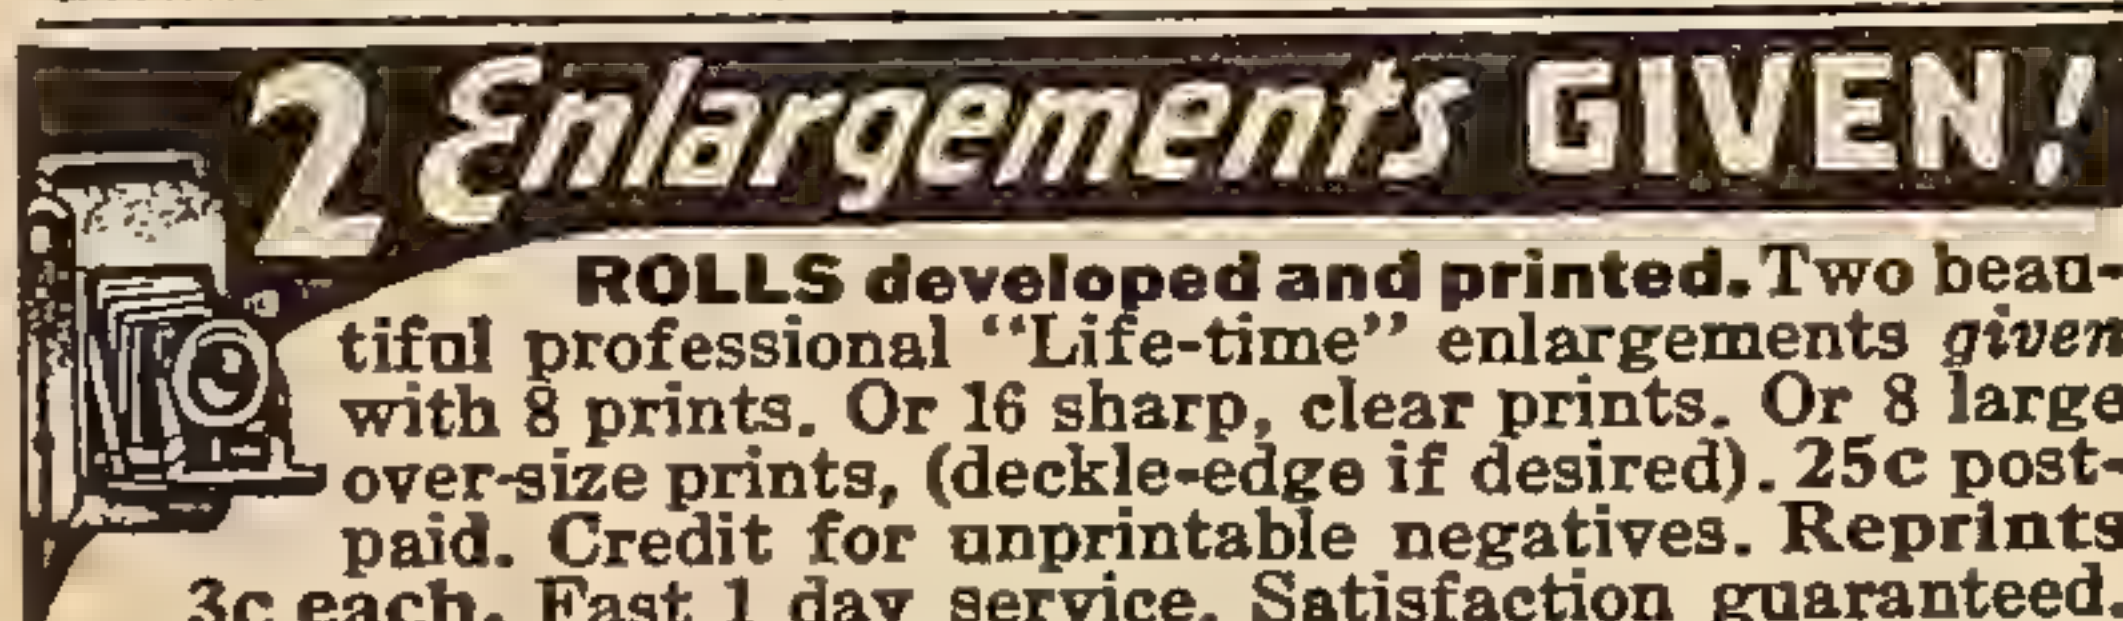 2 Enlargements GIVEN!
ROLLS developed and printed. Two beau-
tiful professional “Life-time” enlargements given
with 8 prints. Or 16 sharp, clear prints. Or 8 large
over-size prints, (deckle-edge if desired). 25c post-
paid. Credit for unprintable negatives. Reprints
3c each. Fast 1 day service. Satisfaction guaranteed.